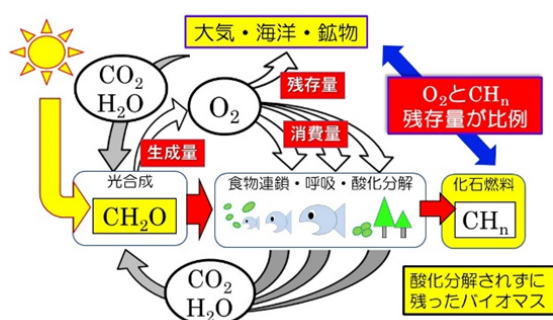 大気・海洋・鉱物
CO₂
H₂O
O₂
残存量
消費量
生成量
O₂とCHₙ
残存量が比例
光合成
CH₂O
食物連鎖・呼吸・酸化分解
化石燃料
CHₙ
CO₂
H₂O
酸化分解されずに
残ったバイオマス